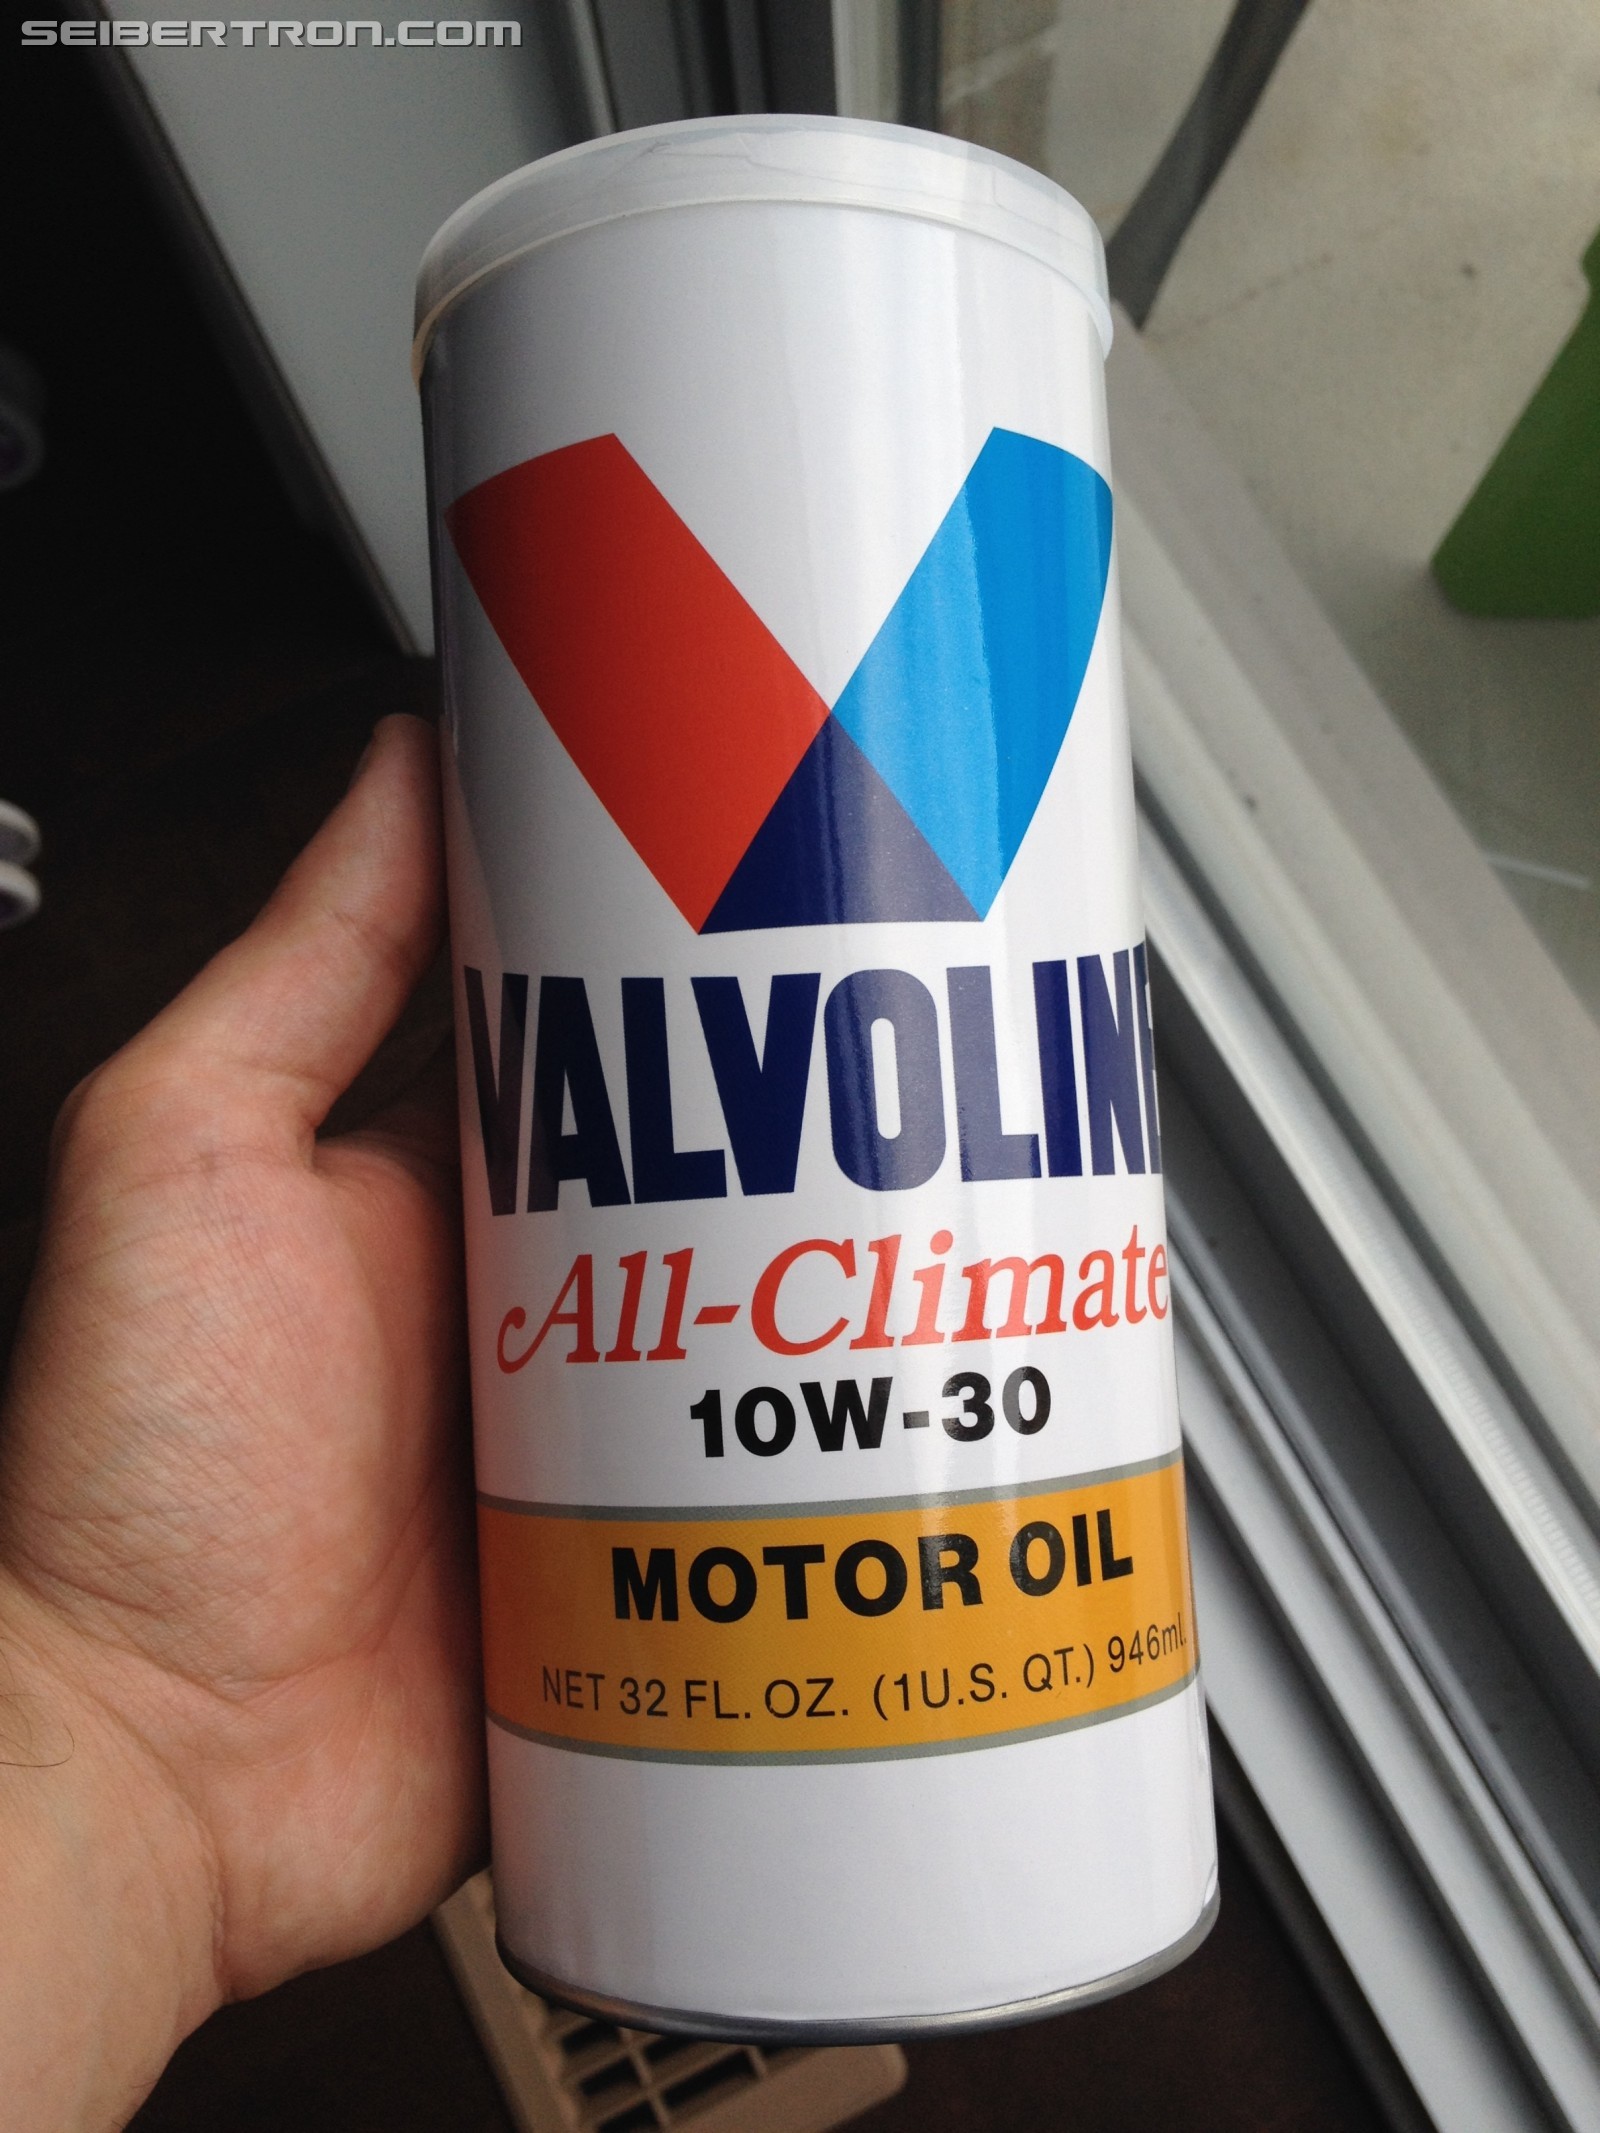 SEIBERTRON.com
VALVOLINE
All-Climate
10W-30
MOTOR OIL
NET 32 FL. OZ. (1U.S. QT.) 946ml.